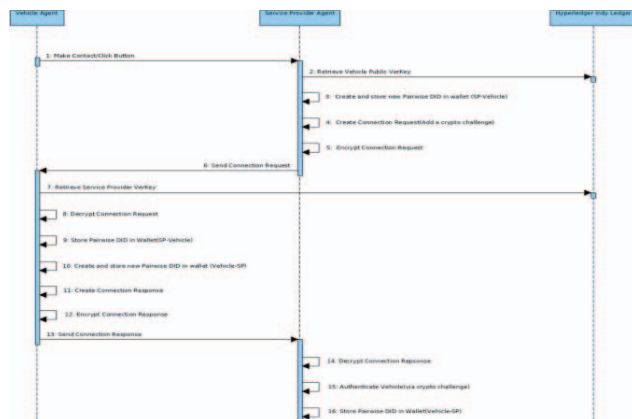 Vehicle Agent
Service Provider Agent
Hyperledger Indy Ledger
1: Make Contact/Click Button
2: Retrieve Vehicle Public VerKey
3: Create and store new Pairwise DID in wallet (SP-Vehicle)
4: Create Connection Request(Add a crypto challenge)
5: Encrypt Connection Request
6: Send Connection Request
7: Retrieve Service Provider VerKey
8: Decrypt Connection Request
9: Store Pairwise DID in Wallet(SP-Vehicle)
10: Create and store new Pairwise DID in wallet (Vehicle-SP)
11: Create Connection Response
12: Encrypt Connection Response
13: Send Connection Response
14: Decrypt Connection Repsonse
15: Authenticate Vehicle(via crypto challenge)
16: Store Pairwise DID in Wallet(Vehicle-SP)